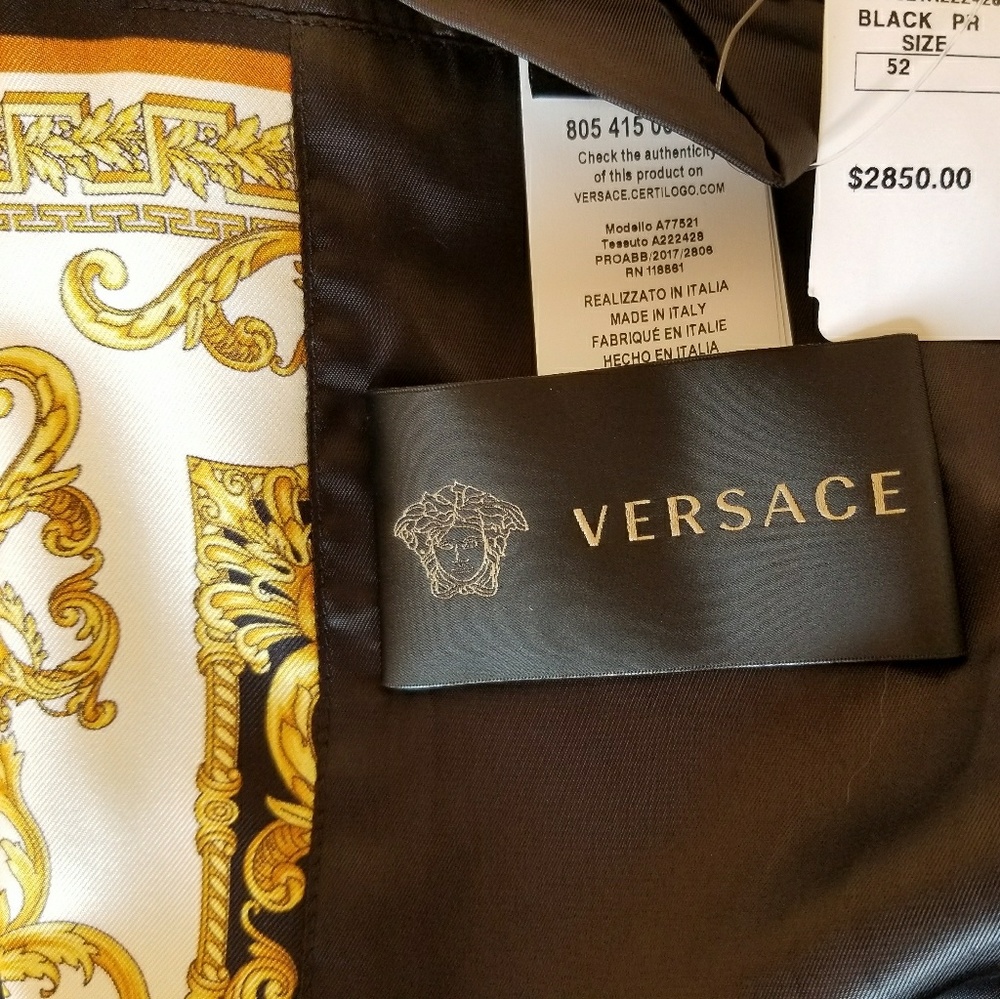 BLACK PR
SIZE
52
$2850.00
805 415
Check the authenticity
of this product on
VERSACE.CERTILOGO.COM
Modello A77521
Tessuto A222428
PROABB/2017/2806
RN 118661
REALIZZATO IN ITALIA
MADE IN ITALY
FABRIQUÉ EN ITALIE
HECHO EN ITALIA
VERSACE